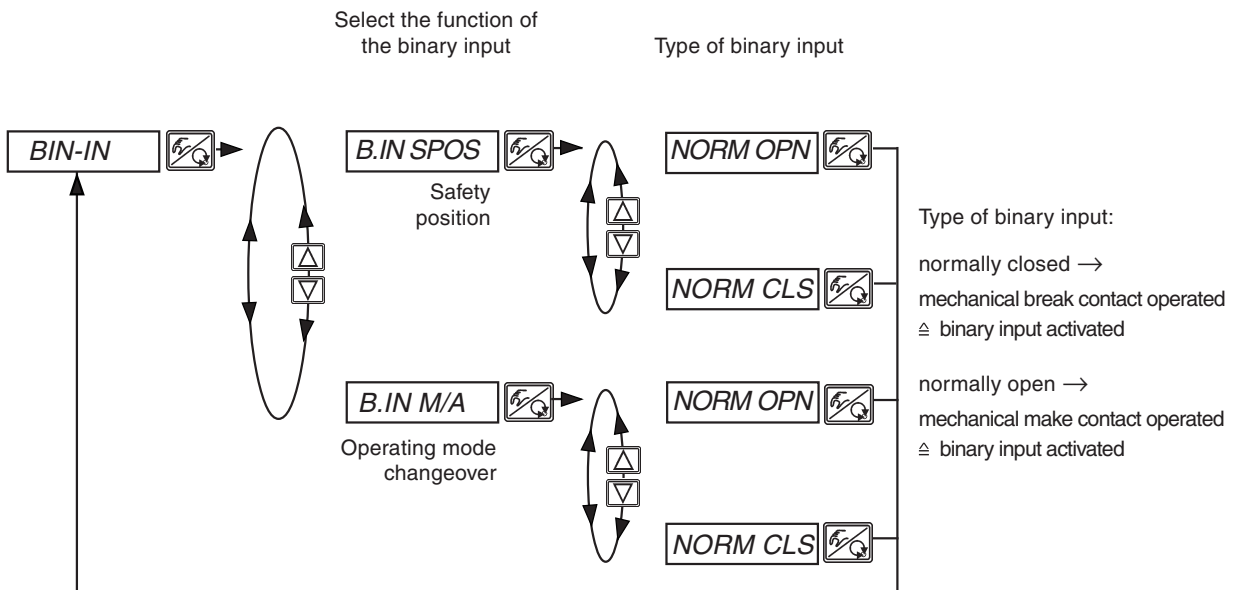 Select the function of
the binary input
Type of binary input
BIN-IN
B.IN SPOS
Safety
position
NORM OPN
NORM CLS
B.IN M/A
Operating mode
changeover
NORM OPN
NORM CLS
Type of binary input:
normally closed →
mechanical break contact operated
≙ binary input activated
normally open →
mechanical make contact operated
≙ binary input activated